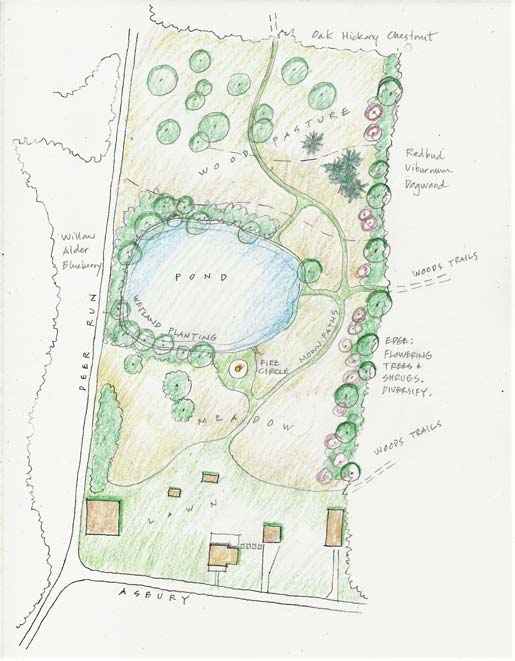 Oak Hickory Chestnut
WOOD PASTURE
Redbud
Viburnum
Dogwood
Willow
Alder
Blueberry
POND
WOODS TRAILS
DEER RUN
WETLAND PLANTING
MOWN PATHS
FIRE
CIRCLE
EDGE:
FLOWERING
TREES &
SHRUBS.
DIVERSIFY.
MEADOW
WOODS TRAILS
LAWN
ASBURY